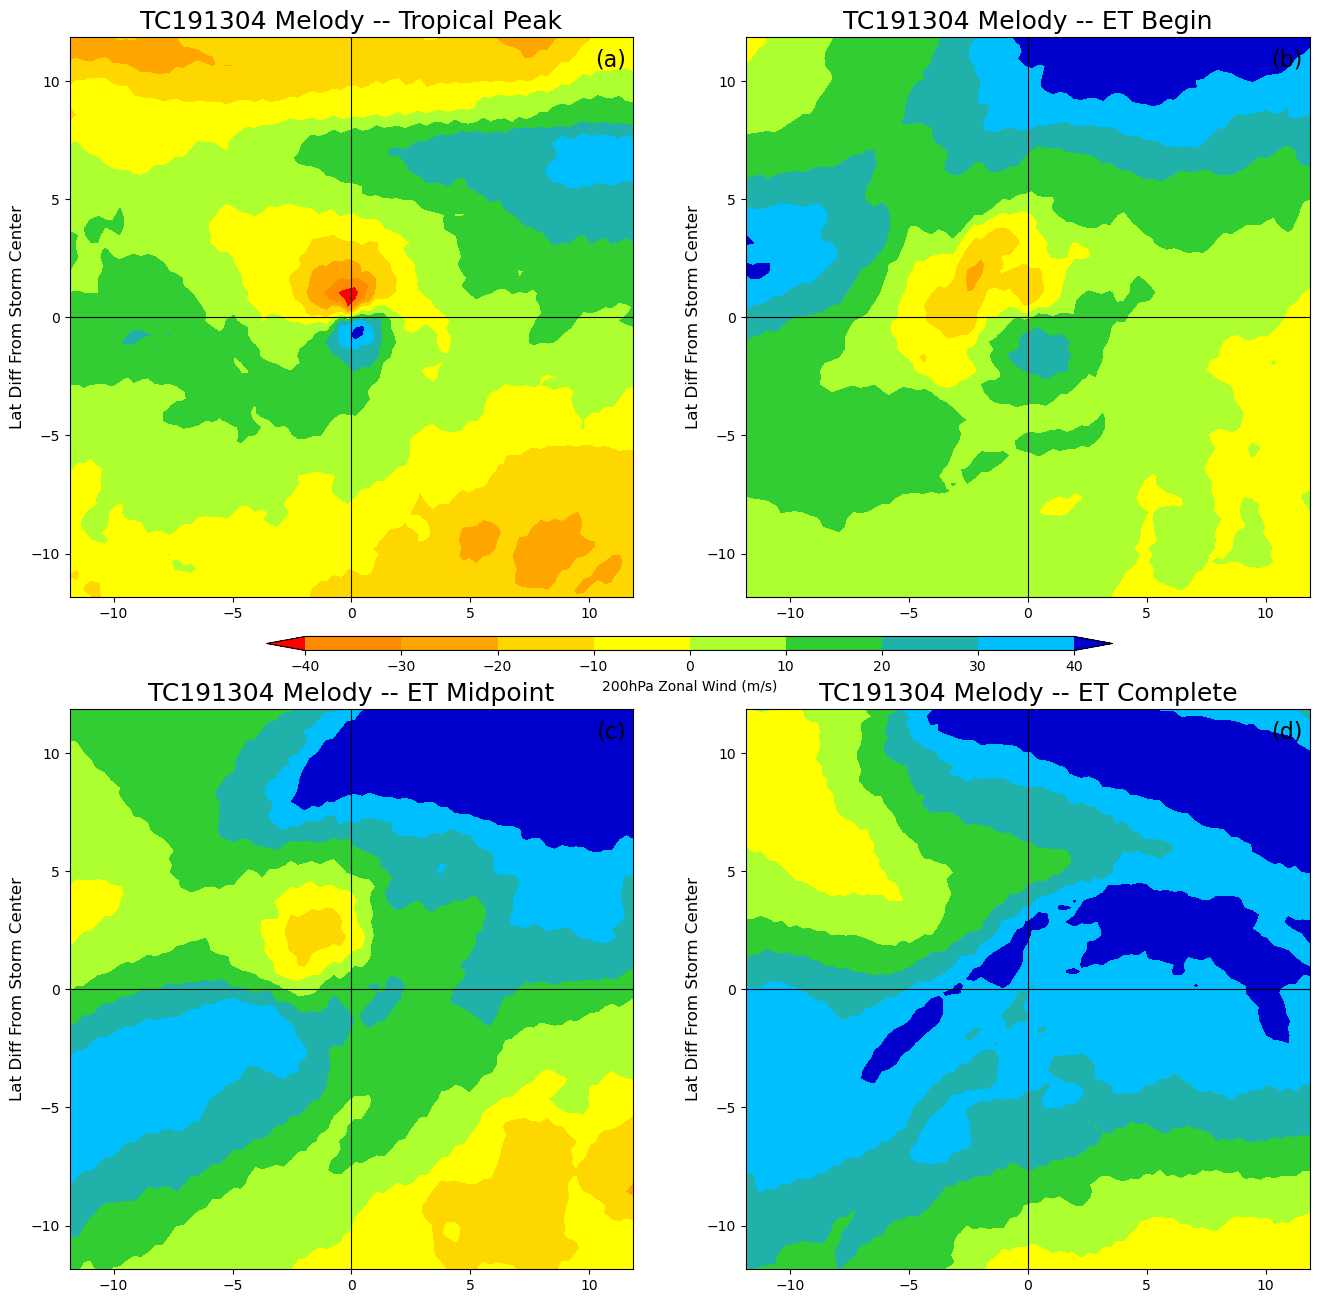 TC191304 Melody -- Tropical Peak
(a)
Lat Diff From Storm Center
10
5
0
−5
−10
−10 −5 0 5 10
TC191304 Melody -- ET Begin
(b)
Lat Diff From Storm Center
10
5
0
−5
−10
−10 −5 0 5 10
−40 −30 −20 −10 0 10 20 30 40
200hPa Zonal Wind (m/s)
TC191304 Melody -- ET Midpoint
(c)
Lat Diff From Storm Center
10
5
0
−5
−10
−10 −5 0 5 10
TC191304 Melody -- ET Complete
(d)
Lat Diff From Storm Center
10
5
0
−5
−10
−10 −5 0 5 10